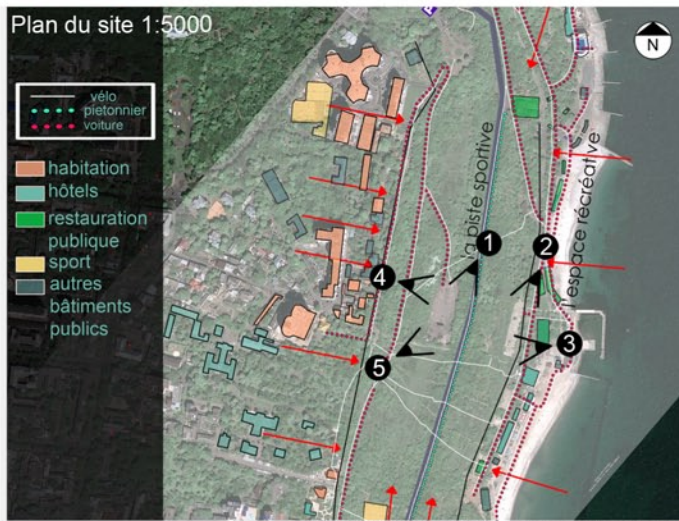 Plan du site 1:5000
N
vélo
pietonnier
voiture
habitation
hôtels
restauration
publique
sport
autres
bâtiments
publics
la piste sportive
l'espace récréative
1
2
3
4
5